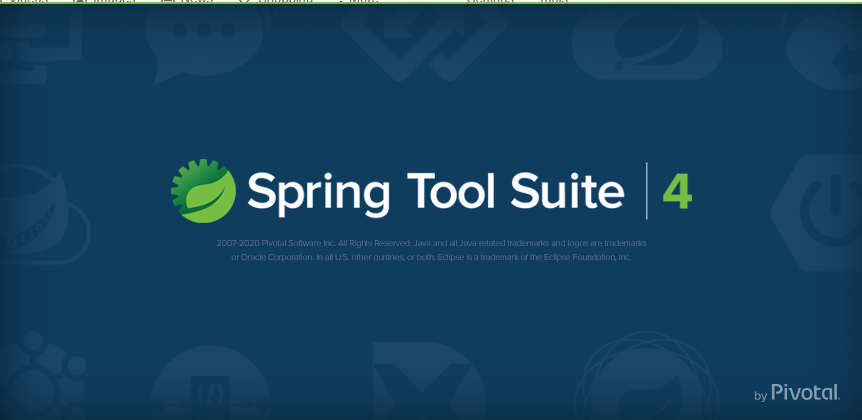 Spring Tool Suite 4
2007-2020 Pivotal Software Inc. All Rights Reserved. Java and all Java-related trademarks and logos are trademarks
or Oracle Corporation. In all U.S. other ountries, or both. Eclipse is a trademark of the Eclipse Foundation, Inc.
by Pivotal